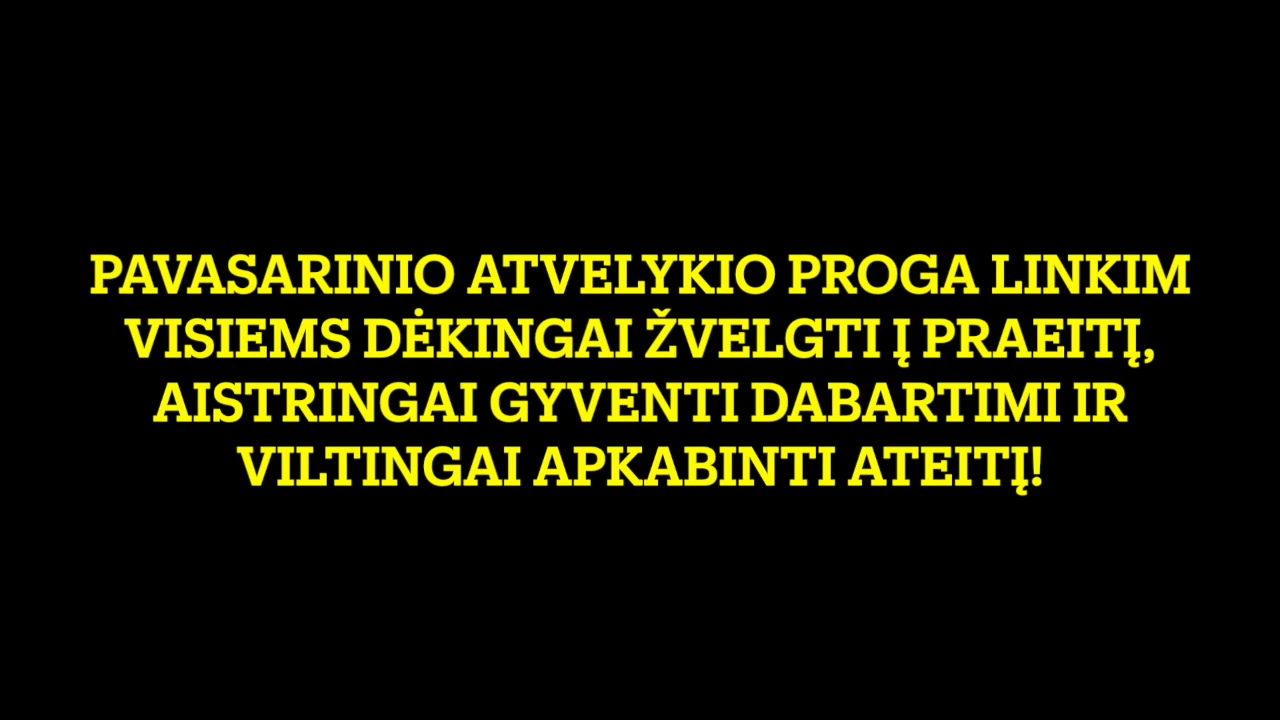 PAVASARINIO ATVELYKIO PROGA LINKIM
VISIEMS DĖKINGAI ŽVELGTI Į PRAEITĮ,
AISTRINGAI GYVENTI DABARTIMI IR
VILTINGAI APKABINTI ATEITĮ!